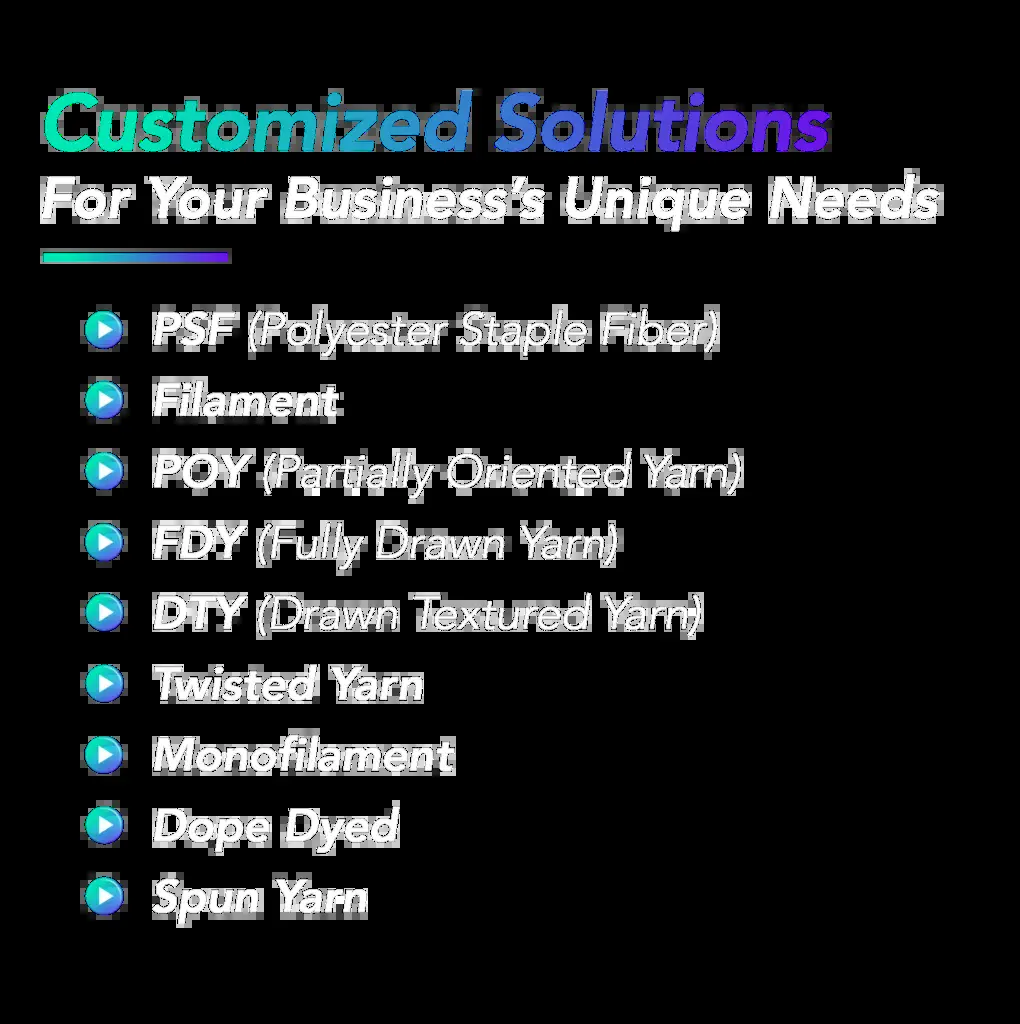 Customized Solutions
For Your Business’s Unique Needs
PSF (Polyester Staple Fiber)
Filament
POY (Partially Oriented Yarn)
FDY (Fully Drawn Yarn)
DTY (Drawn Textured Yarn)
Twisted Yarn
Monofilament
Dope Dyed
Spun Yarn